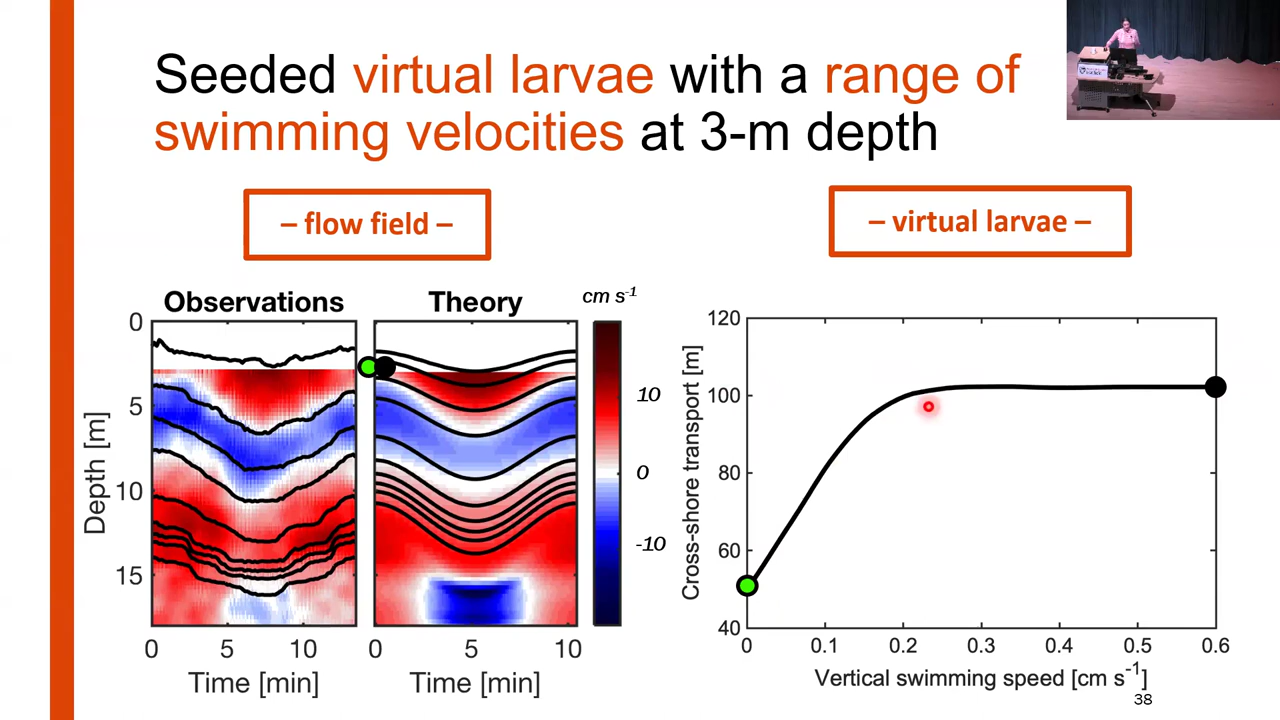 Seeded virtual larvae with a range of
swimming velocities at 3-m depth
– flow field –
– virtual larvae –
Observations
Theory
cm s-1
0
5
10
15
Depth [m]
0
5
10
Time [min]
0
5
10
Time [min]
10
0
-10
120
100
80
60
40
Cross-shore transport [m]
0
0.1
0.2
0.3
0.4
0.5
0.6
Vertical swimming speed [cm s-1]
38